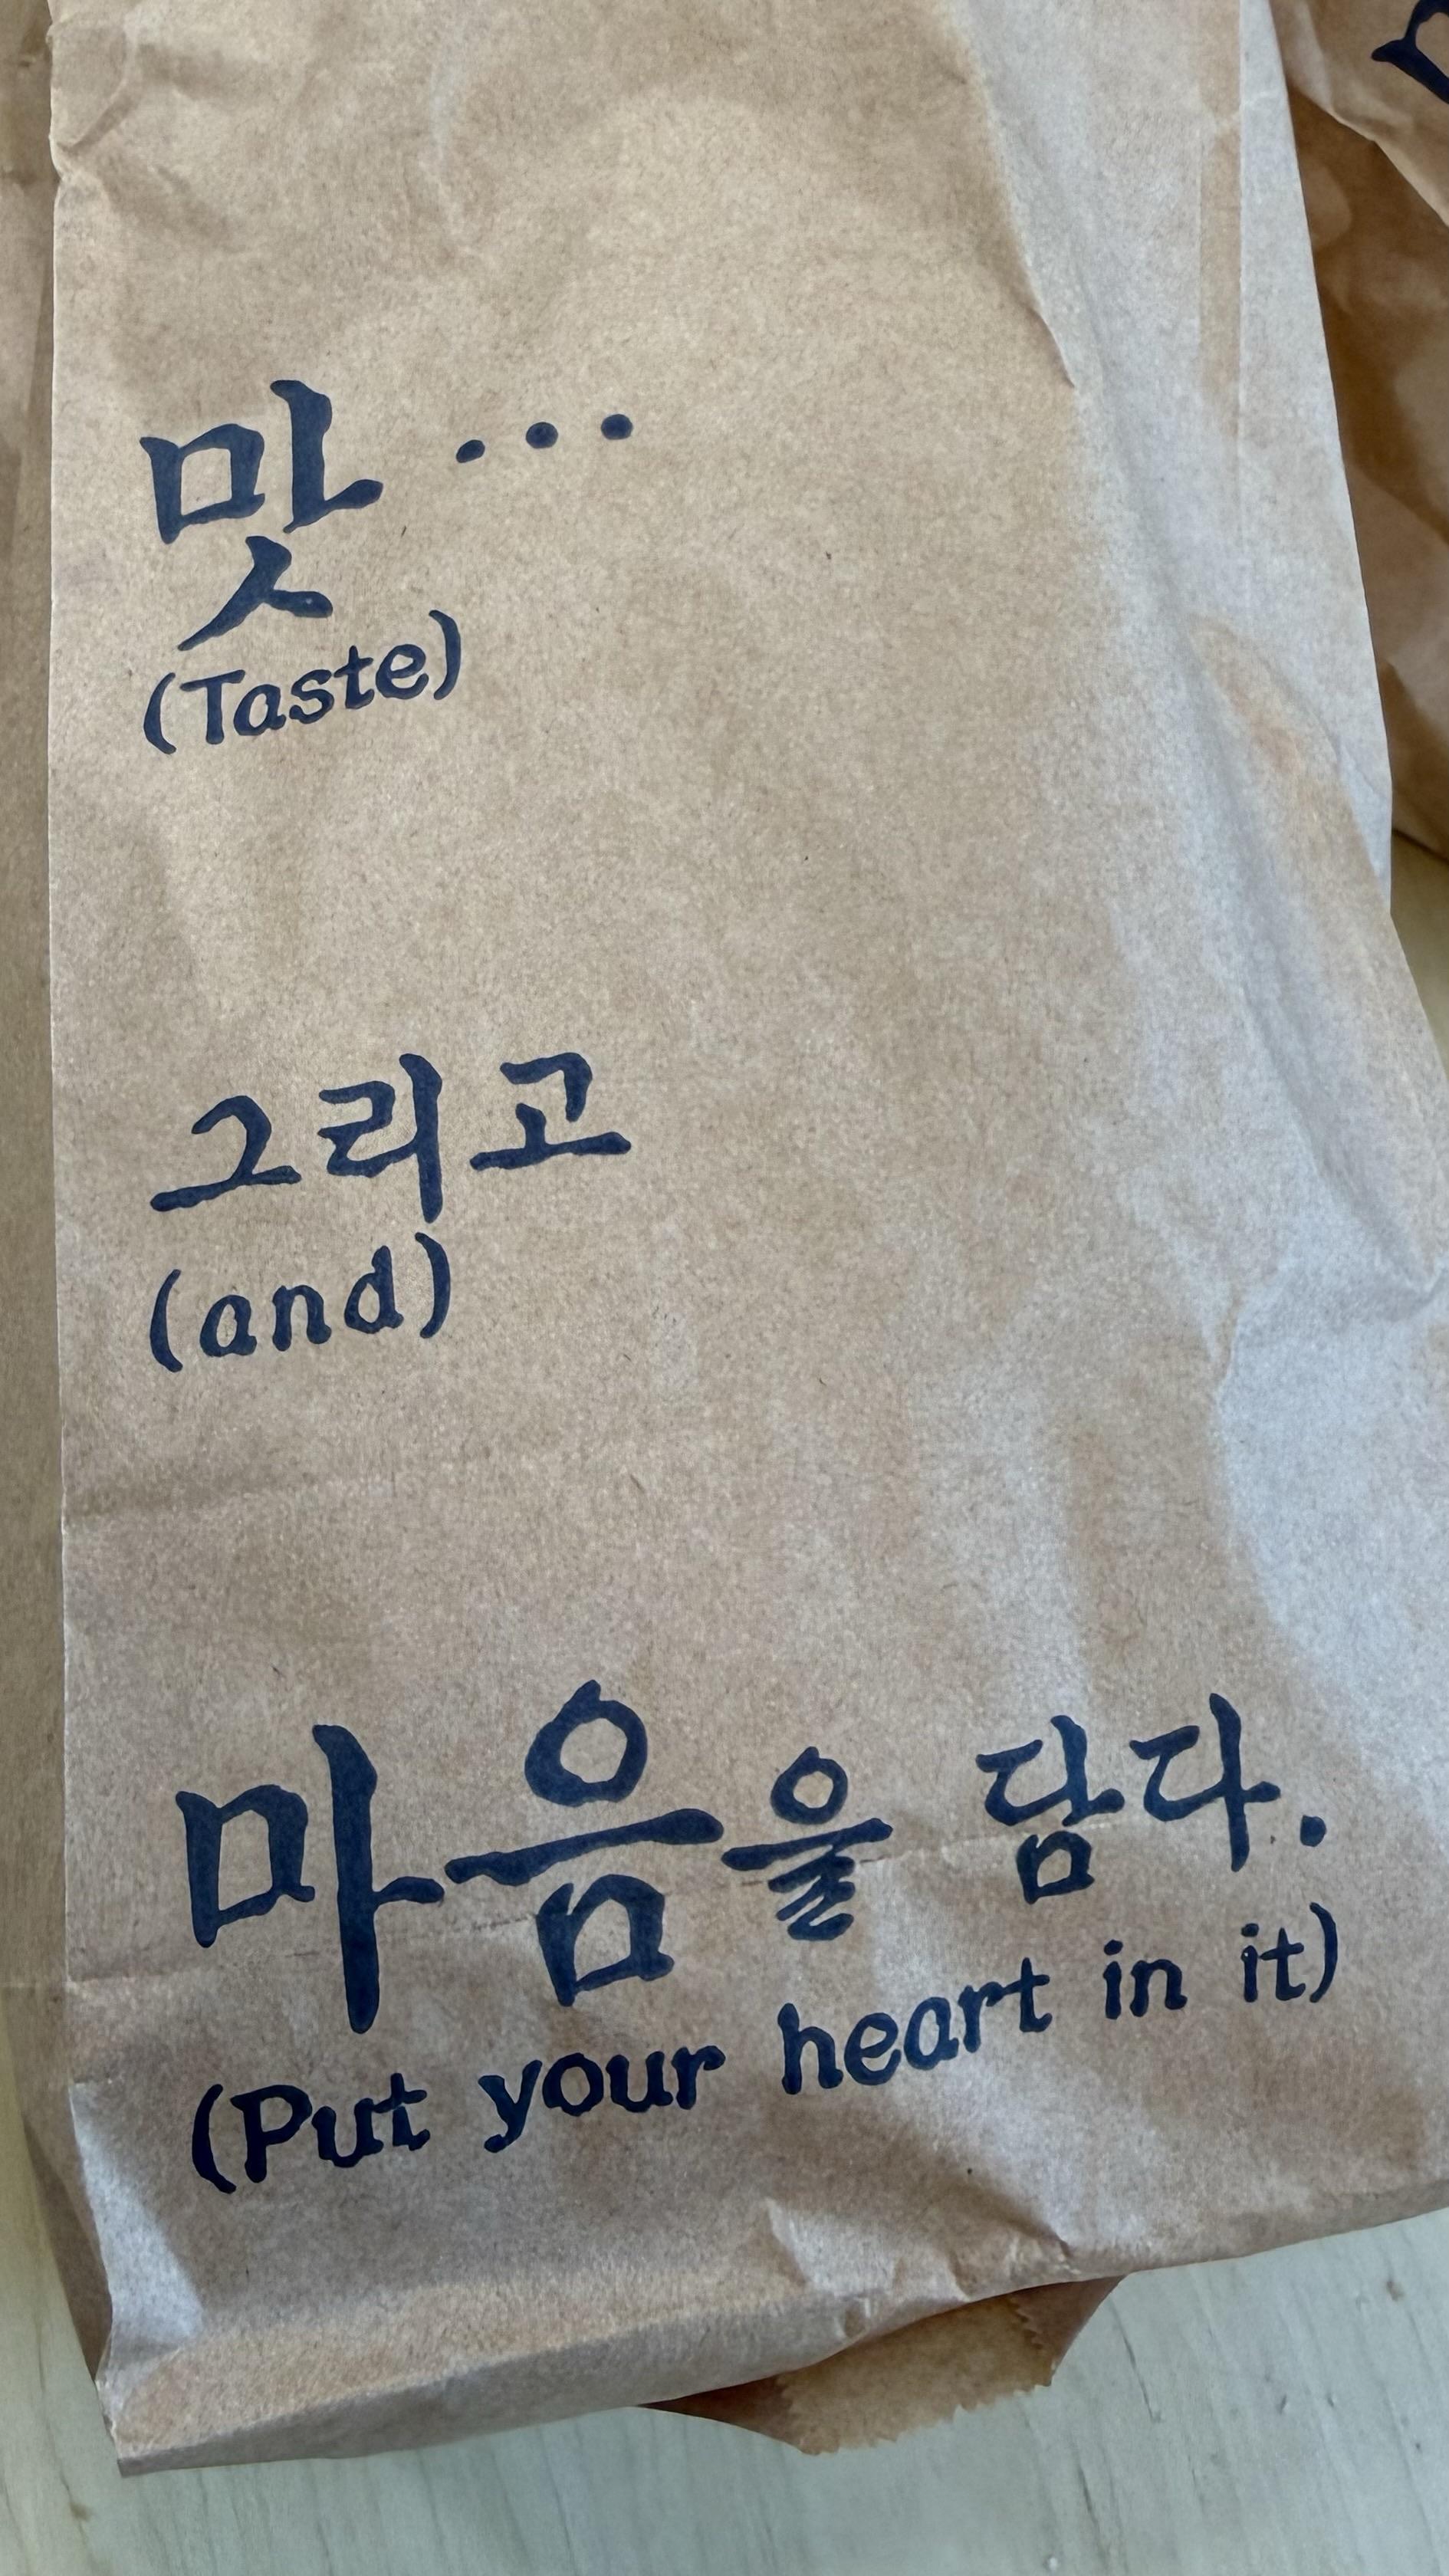 맛...
(Taste)
그리고
(and)
마음을 담다.
(Put your heart in it)